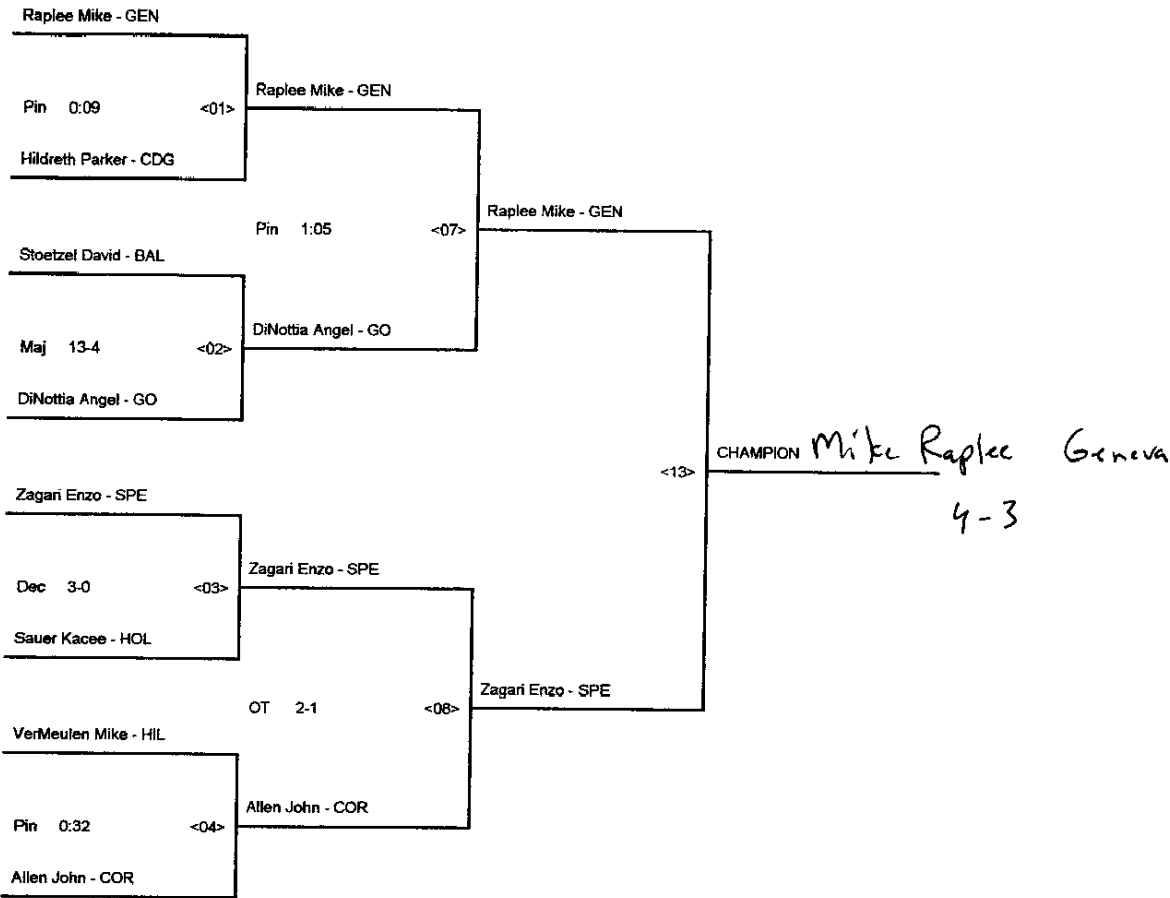 Raplee Mike - GEN
Pin 0:09 <01>
Hildreth Parker - CDG
Raplee Mike - GEN
Pin 1:05 <07>
Stoetzel David - BAL
Maj 13-4 <02>
DiNottia Angel - GO
DiNottia Angel - GO
Raplee Mike - GEN
<13>
CHAMPION Mike Raplee Geneva
4-3
Zagari Enzo - SPE
Dec 3-0 <03>
Sauer Kacee - HOL
Zagari Enzo - SPE
OT 2-1 <08>
VerMeulen Mike - HIL
Pin 0:32 <04>
Allen John - COR
Allen John - COR
Zagari Enzo - SPE